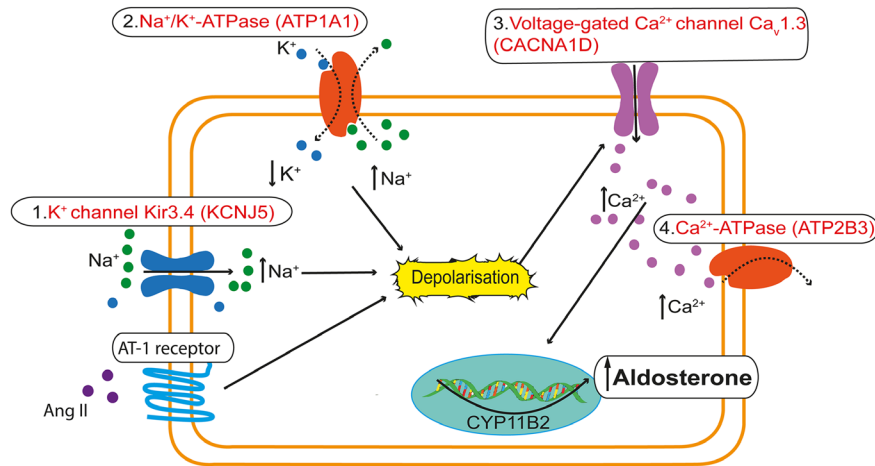 2.Na⁺/K⁺-ATPase (ATP1A1)
3.Voltage-gated Ca²⁺ channel Caᵥ1.3
(CACNA1D)
K⁺
↓K⁺
↑Na⁺
↑Ca²⁺
1.K⁺ channel Kir3.4 (KCNJ5)
4.Ca²⁺-ATPase (ATP2B3)
Na⁺
↑Na⁺
Depolarisation
↑Ca²⁺
AT-1 receptor
Ang II
↑Aldosterone
CYP11B2